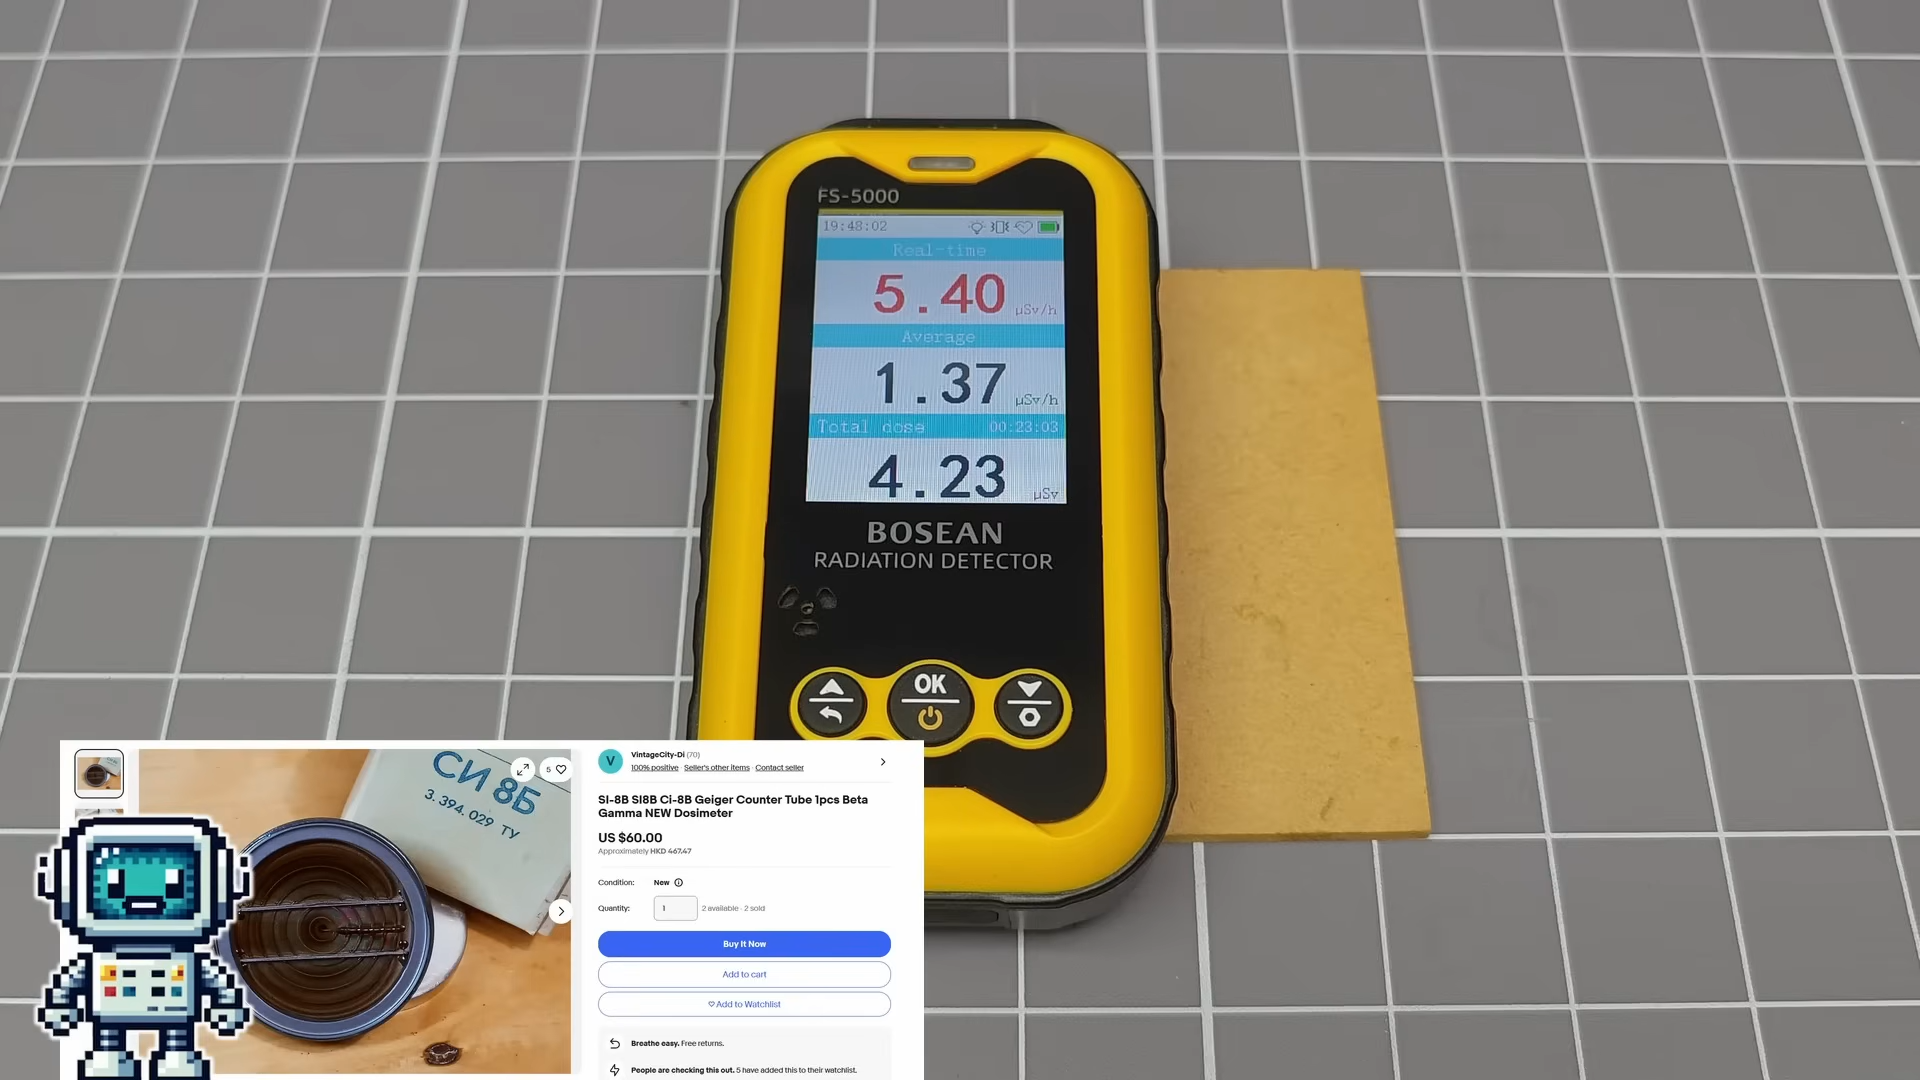 FS-5000
19:48:02
Real-time
5.40 μSv/h
Average
1.37 μSv/h
Total dose 00:23:03
4.23 μSv
BOSEAN
RADIATION DETECTOR
OK
СИ 8Б
3.394.029 ТУ
5
V
VintageCity-Di (70)
100% positive · Seller's other items · Contact seller
SI-8B SI8B Ci-8B Geiger Counter Tube 1pcs Beta
Gamma NEW Dosimeter
US $60.00
Approximately HKD 467.47
Condition: New
Quantity: 1 2 available · 2 sold
Buy It Now
Add to cart
Add to Watchlist
Breathe easy. Free returns.
People are checking this out. 5 have added this to their watchlist.